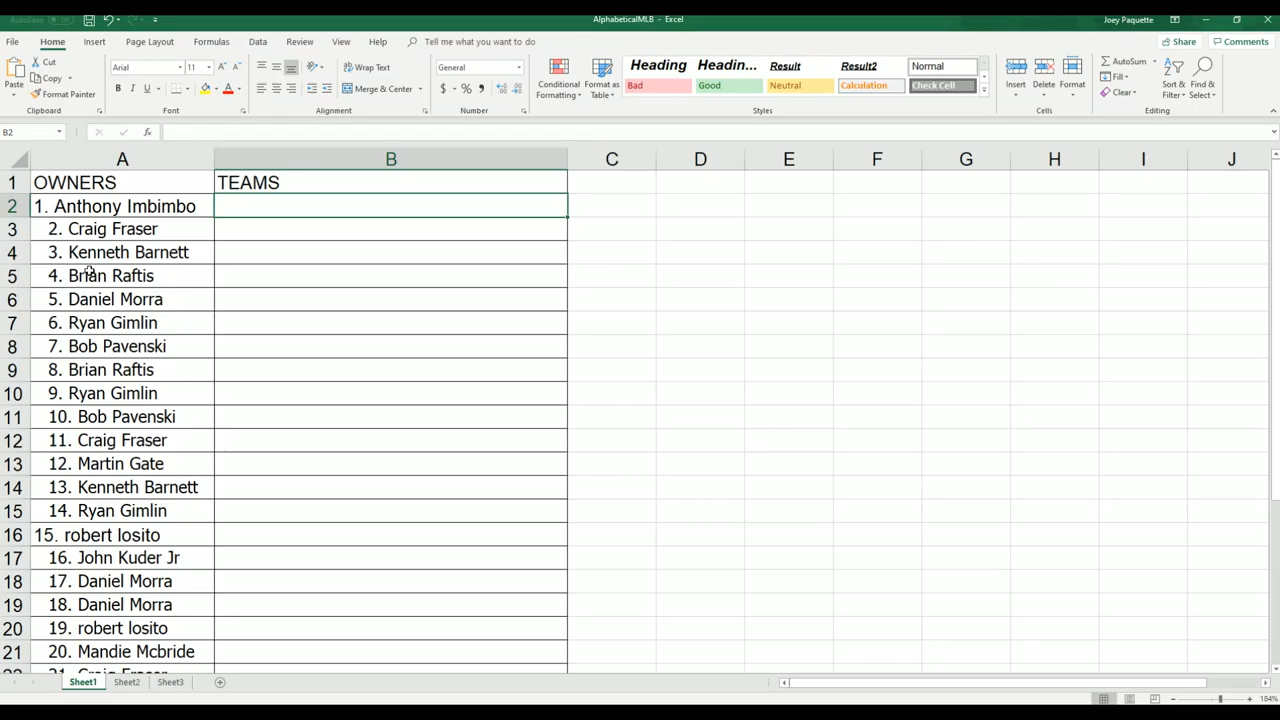 AutoSave
AlphabeticalMLB - Excel
Joey Paquette
File Home Insert Page Layout Formulas Data Review View Help Tell me what you want to do
Share Comments
Paste
Cut
Copy
Format Painter
Clipboard
Arial 11
B I U
Font
Wrap Text
Merge & Center
Alignment
General
$ % ,
Number
Conditional Formatting
Format as Table
Heading Headin... Result Result2 Normal
Bad Good Neutral Calculation Check Cell
Styles
Insert Delete Format
Cells
AutoSum
Fill
Clear
Sort & Filter
Find & Select
Editing
B2 fx
A B C D E F G H I J
1 OWNERS TEAMS
2 1. Anthony Imbimbo
3 2. Craig Fraser
4 3. Kenneth Barnett
5 4. Brian Raftis
6 5. Daniel Morra
7 6. Ryan Gimlin
8 7. Bob Pavenski
9 8. Brian Raftis
10 9. Ryan Gimlin
11 10. Bob Pavenski
12 11. Craig Fraser
13 12. Martin Gate
14 13. Kenneth Barnett
15 14. Ryan Gimlin
16 15. robert losito
17 16. John Kuder Jr
18 17. Daniel Morra
19 18. Daniel Morra
20 19. robert losito
21 20. Mandie Mcbride
22 21. Craig Fraser
Sheet1 Sheet2 Sheet3
184%